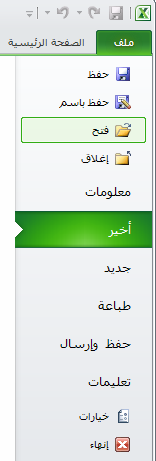 ملف
الصفحة الرئيسية
حفظ
حفظ باسم
فتح
إغلاق
معلومات
أخير
جديد
طباعة
حفظ وإرسال
تعليمات
خيارات
إنهاء